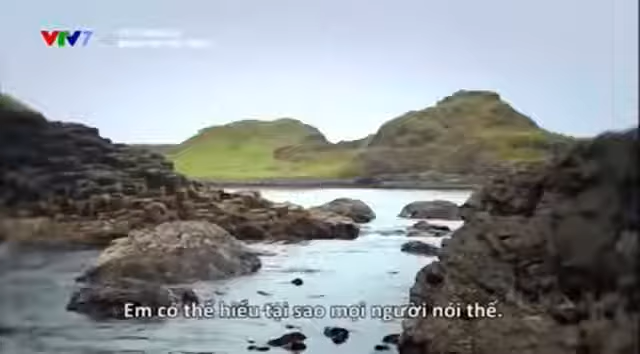 VTV7
Em có thể hiểu tại sao mọi người nói thế.